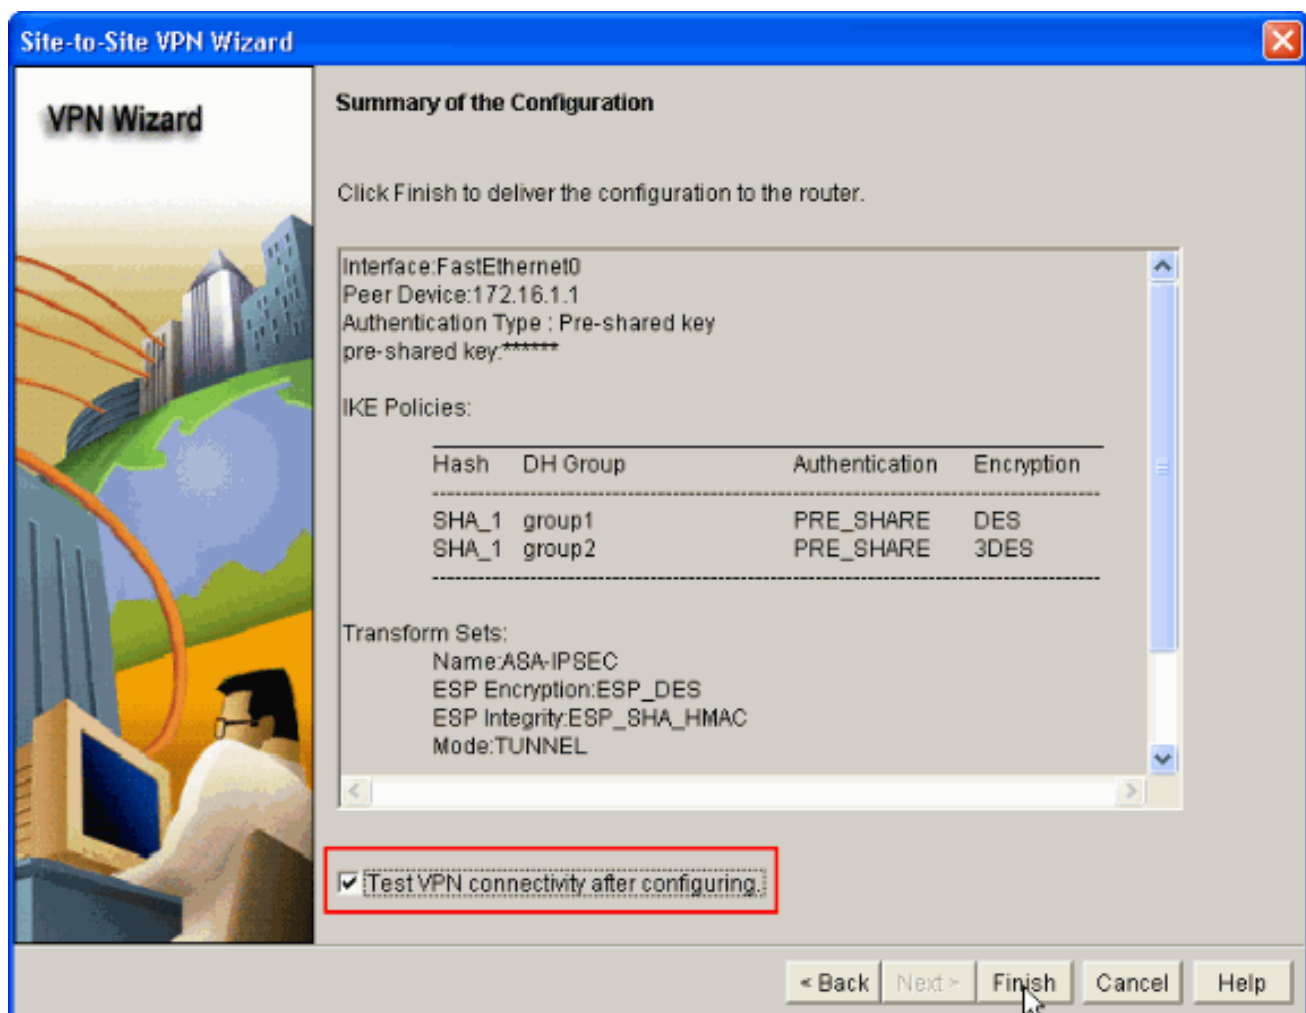 Site-to-Site VPN Wizard
VPN Wizard
Summary of the Configuration
Click Finish to deliver the configuration to the router.
Interface:FastEthernet0
Peer Device:172.16.1.1
Authentication Type : Pre-shared key
pre-shared key:******
IKE Policies:
Hash DH Group Authentication Encryption
SHA_1 group1 PRE_SHARE DES
SHA_1 group2 PRE_SHARE 3DES
Transform Sets:
Name:ASA-IPSEC
ESP Encryption:ESP_DES
ESP Integrity:ESP_SHA_HMAC
Mode:TUNNEL
Test VPN connectivity after configuring.
< Back Next > Finish Cancel Help